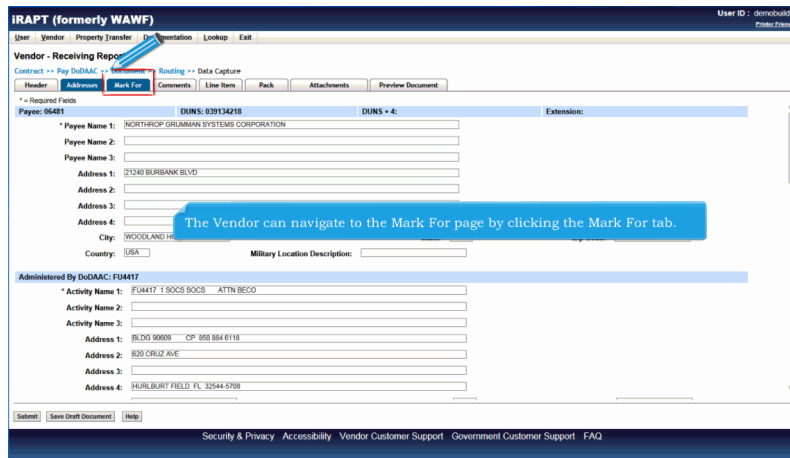 iRAPT (formerly WAWF)
User ID : demobuild
Printer Frien
User Vendor Property Transfer Documentation Lookup Exit
Vendor - Receiving Repor
Contract >> Pay DoDAAC >> Document >> Routing >> Data Capture
Header Addresses Mark For Comments Line Item Pack Attachments Preview Document
* = Required Fields
Payee: 06481 DUNS: 039134218 DUNS + 4: Extension:
* Payee Name 1: NORTHROP GRUMMAN SYSTEMS CORPORATION
Payee Name 2:
Payee Name 3:
Address 1: 21240 BURBANK BLVD
Address 2:
Address 3:
Address 4:
The Vendor can navigate to the Mark For page by clicking the Mark For tab.
City: WOODLAND HI
Country: USA Military Location Description:
Administered By DoDAAC: FU4417
* Activity Name 1: FU4417 1 SOCS SOCS ATTN BECO
Activity Name 2:
Activity Name 3:
Address 1: BLDG 90609 CP 850 884 6118
Address 2: 620 CRUZ AVE
Address 3:
Address 4: HURLBURT FIELD FL 32544-5708
Submit Save Draft Document Help
Security & Privacy Accessibility Vendor Customer Support Government Customer Support FAQ